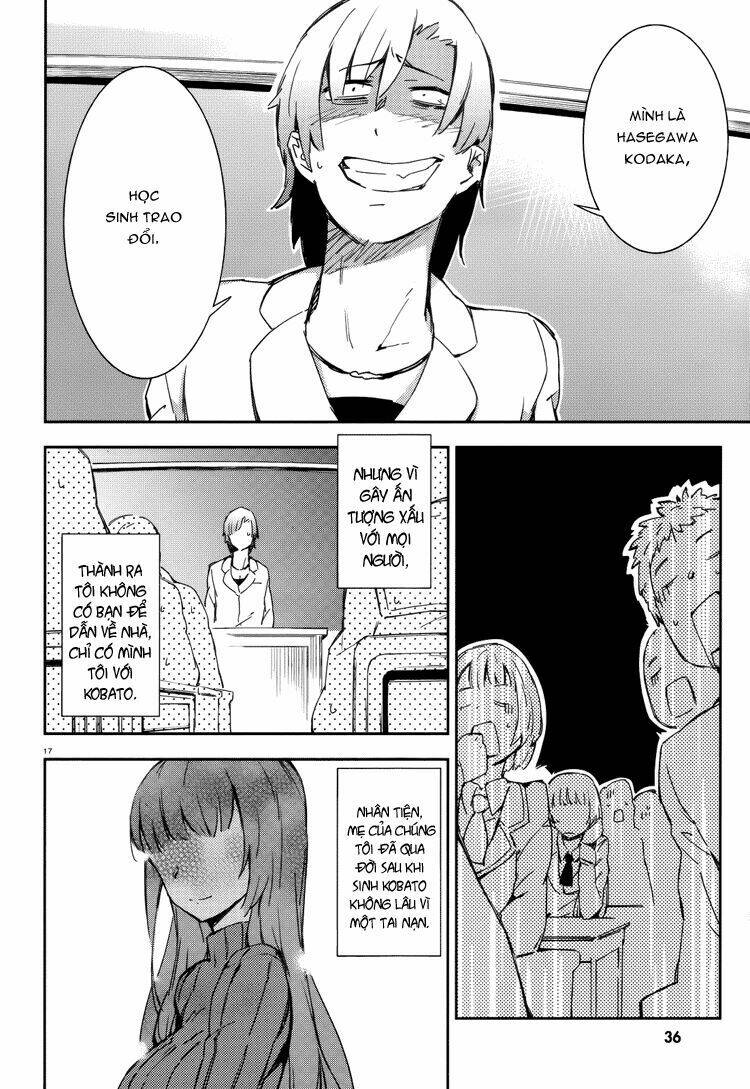 MÌNH LÀ
HASEGAWA
KODAKA,
HỌC
SINH TRAO
ĐỔI.
NHƯNG VÌ
GÂY ẤN
TƯỢNG XẤU
VỚI MỌI
NGƯỜI,
THÀNH RA
TÔI KHÔNG
CÓ BẠN ĐỂ
DẪN VỀ NHÀ,
CHỈ CÓ MÌNH
TÔI VỚI
KOBATO.
17
NHÂN TIỆN,
MẸ CỦA CHÚNG
TÔI ĐÃ QUA
ĐỜI SAU KHI
SINH KOBATO
KHÔNG LÂU VÌ
MỘT TAI NẠN.
36